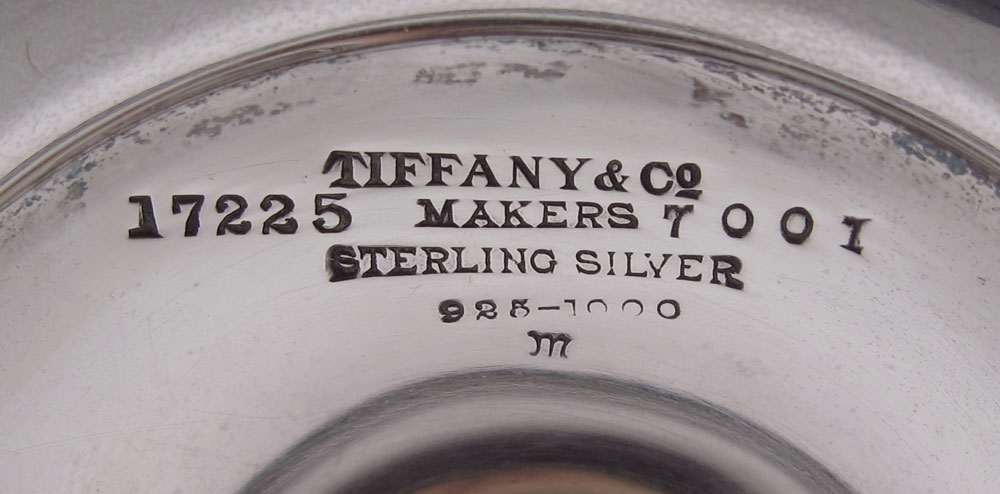 TIFFANY & Co
17225 MAKERS 7001
STERLING SILVER
925-1000
m